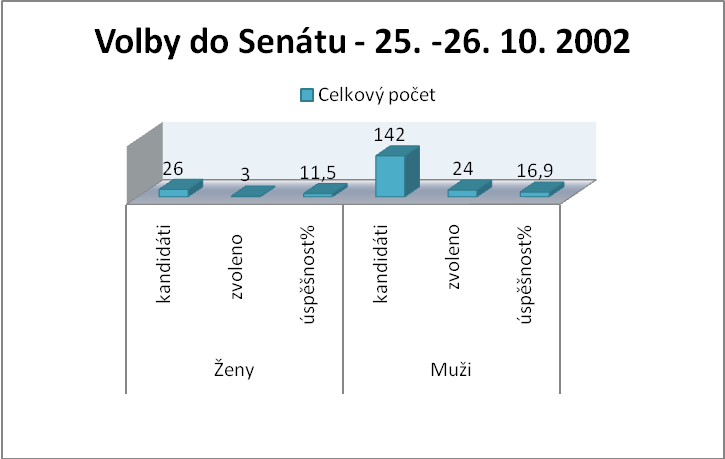 Volby do Senátu - 25. -26. 10. 2002
Celkový počet
26
3
11,5
142
24
16,9
kandidáti
zvoleno
úspěšnost%
kandidáti
zvoleno
úspěšnost%
Ženy
Muži